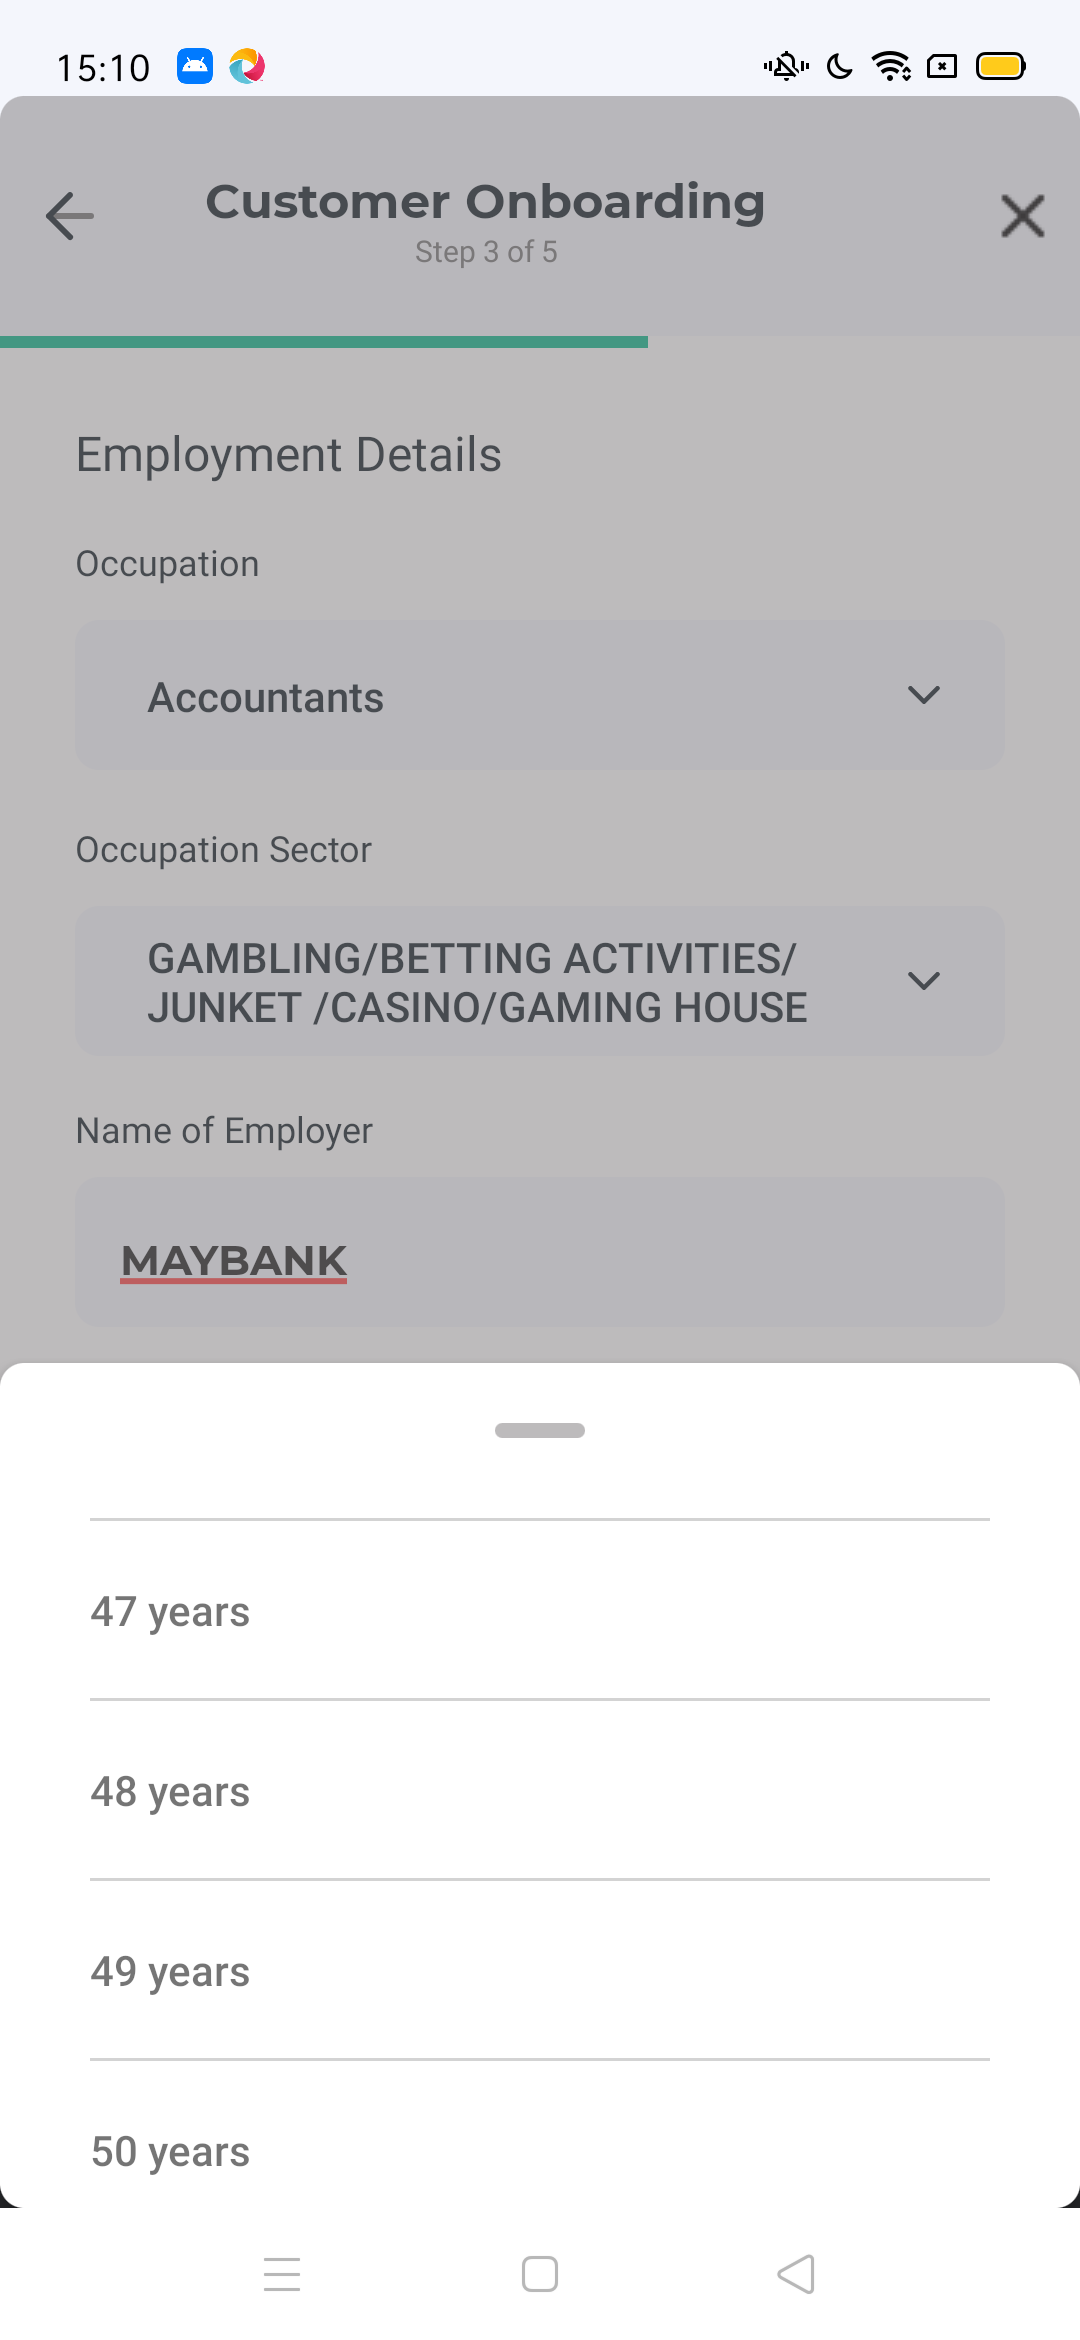 15:10
Customer Onboarding
Step 3 of 5
Employment Details
Occupation
Accountants
Occupation Sector
GAMBLING/BETTING ACTIVITIES/
JUNKET /CASINO/GAMING HOUSE
Name of Employer
MAYBANK
47 years
48 years
49 years
50 years